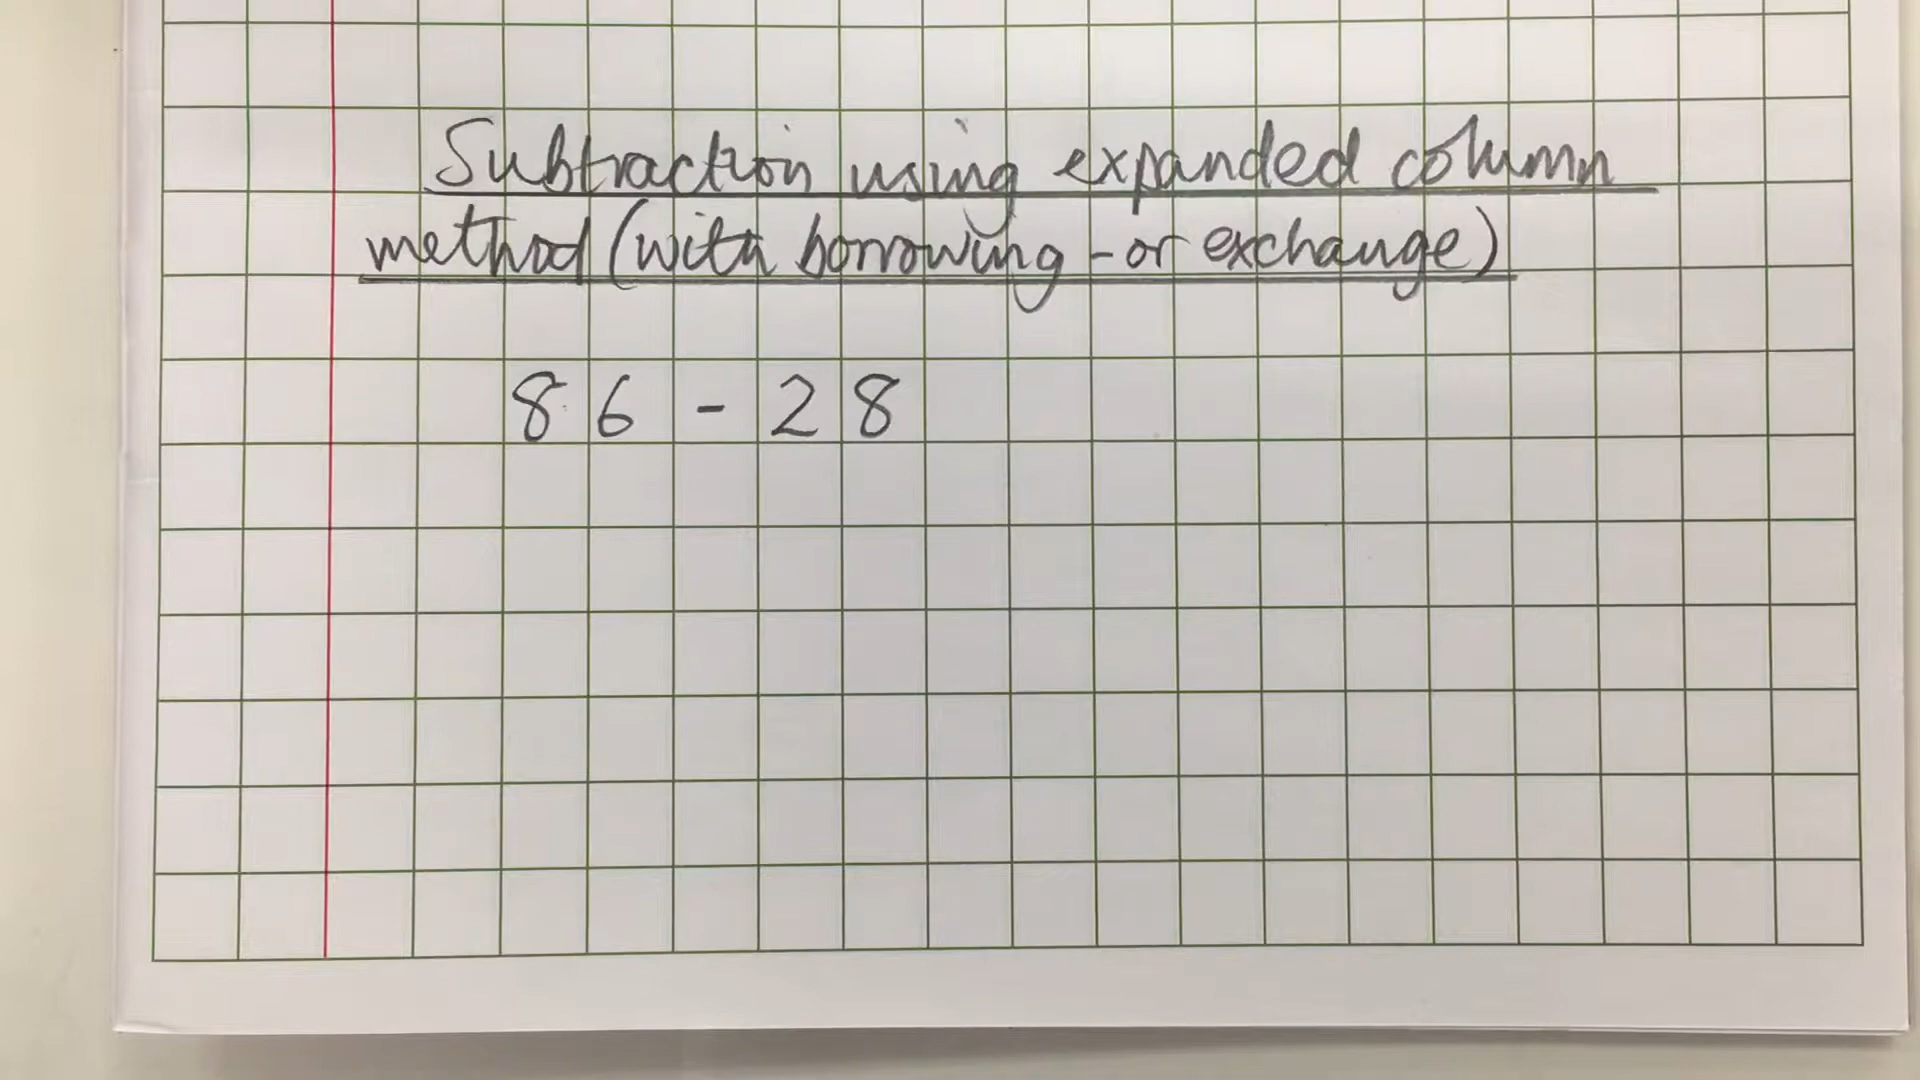 Subtraction using expanded column
method (with borrowing - or exchange)
86 - 28